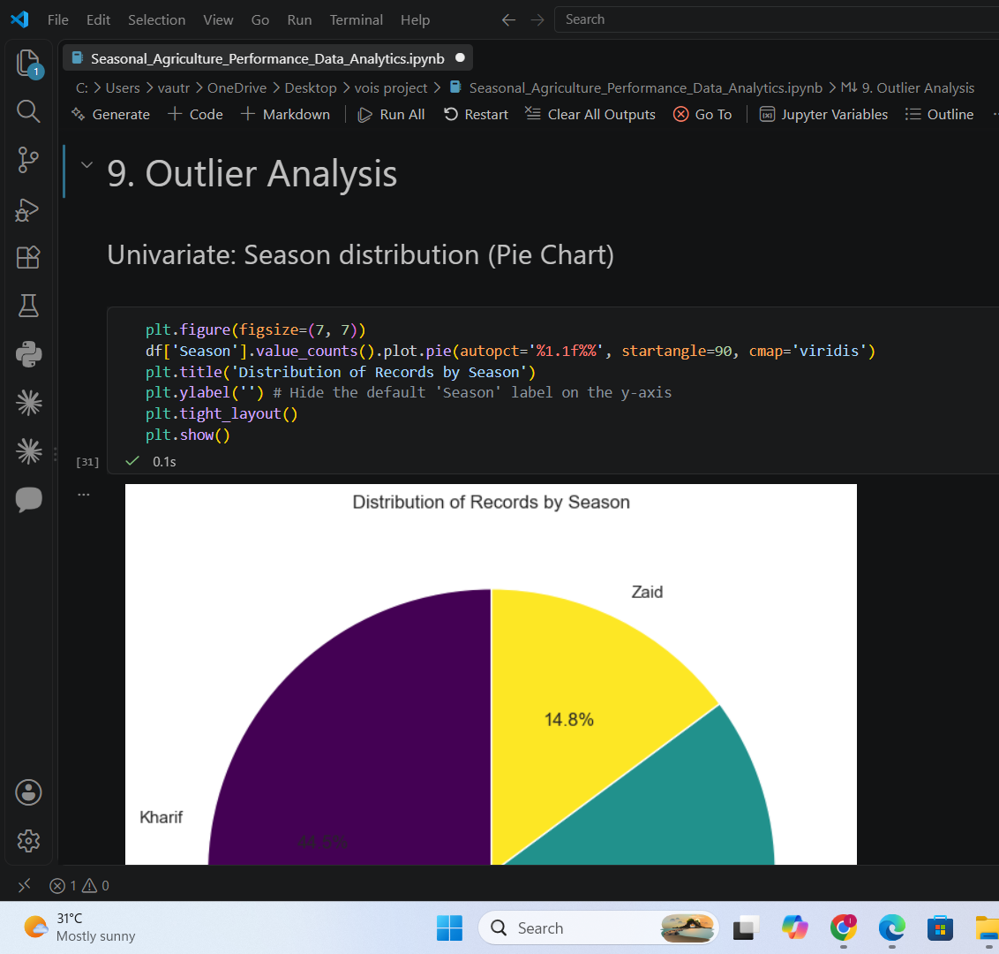 File Edit Selection View Go Run Terminal Help Search
1
Seasonal_Agriculture_Performance_Data_Analytics.ipynb
C: > Users > vautr > OneDrive > Desktop > vois project > Seasonal_Agriculture_Performance_Data_Analytics.ipynb > M↓ 9. Outlier Analysis
Generate + Code + Markdown Run All Restart Clear All Outputs Go To Jupyter Variables Outline ...
9. Outlier Analysis
Univariate: Season distribution (Pie Chart)
plt.figure(figsize=(7, 7))
df['Season'].value_counts().plot.pie(autopct='%1.1f%%', startangle=90, cmap='viridis')
plt.title('Distribution of Records by Season')
plt.ylabel('') # Hide the default 'Season' label on the y-axis
plt.tight_layout()
plt.show()
[31] 0.1s
...
Distribution of Records by Season
Zaid
14.8%
Kharif
44.5%
1 0
31°C
Mostly sunny
Search
1